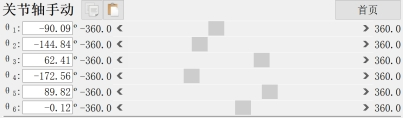 关节轴手动 首页
θ1: -90.09° -360.0 < > 360.0
θ2: -144.84° -360.0 < > 360.0
θ3: 62.41° -360.0 < > 360.0
θ4: -172.56° -360.0 < > 360.0
θ5: 89.82° -360.0 < > 360.0
θ6: -0.12° -360.0 < > 360.0